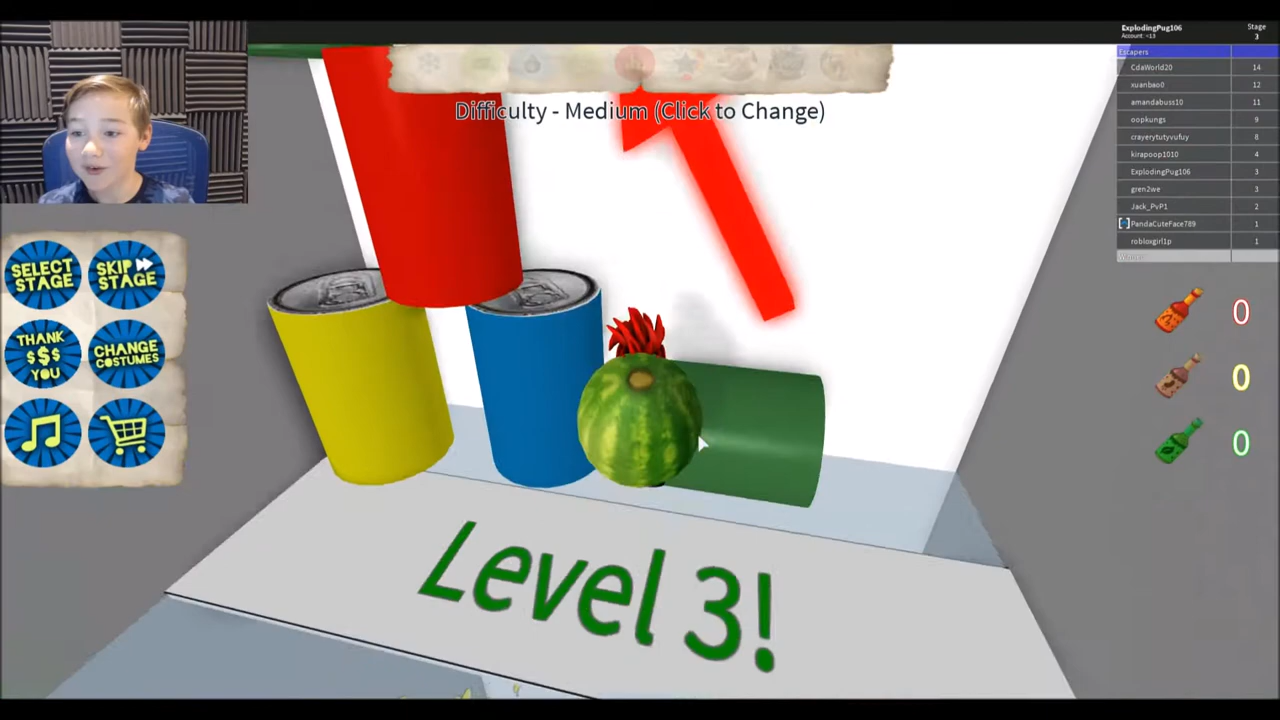 ExplodingPug106
Account: <13
Stage
3
Escapers
CdaWorld20 14
xuanbao0 12
amandabuss10 11
oopkungs 9
crayerytutyvufuy 8
kirapoop1010 4
ExplodingPug106 3
gren2we 3
Jack_PvP1 2
PandaCuteFace789 1
robloxgirl1p 1
Difficulty - Medium (Click to Change)
SELECT
STAGE
SKIP
STAGE
THANK
$$$
YOU
CHANGE
COSTUMES
0
0
0
Level 3!